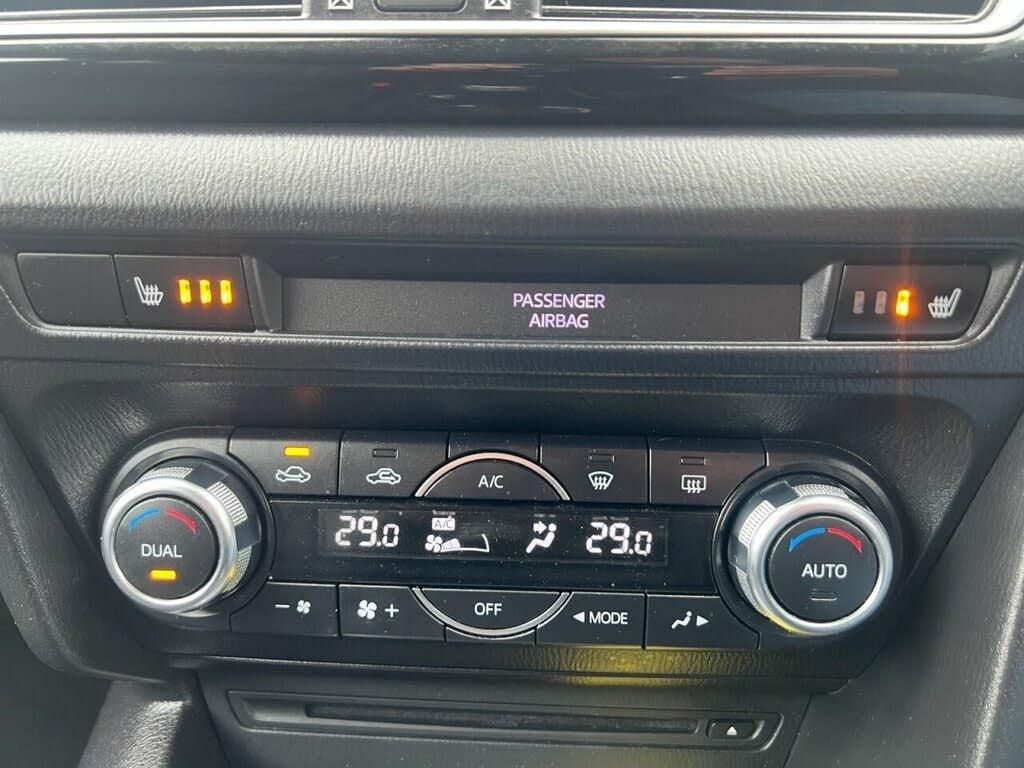 PASSENGER
AIRBAG
A/C
DUAL
29.0
A/C
29.0
AUTO
− +
OFF
◀ MODE
▶